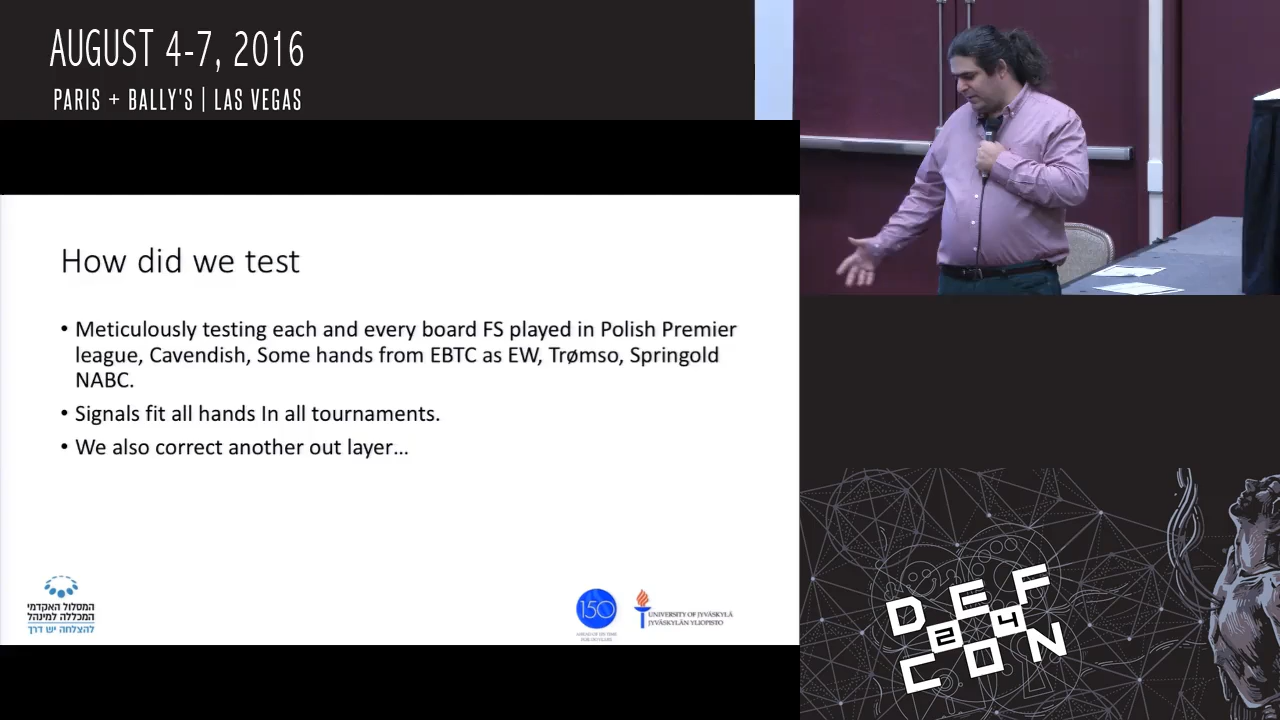 AUGUST 4-7, 2016
PARIS + BALLY'S | LAS VEGAS
How did we test
• Meticulously testing each and every board FS played in Polish Premier
league, Cavendish, Some hands from EBTC as EW, Trømso, Springold
NABC.
• Signals fit all hands In all tournaments.
• We also correct another out layer…
המסלול האקדמי
המכללה למינהל
להצלחה יש דרך
150
UNIVERSITY OF JYVÄSKYLÄ
JYVÄSKYLÄN YLIOPISTO
DEF
24
CON